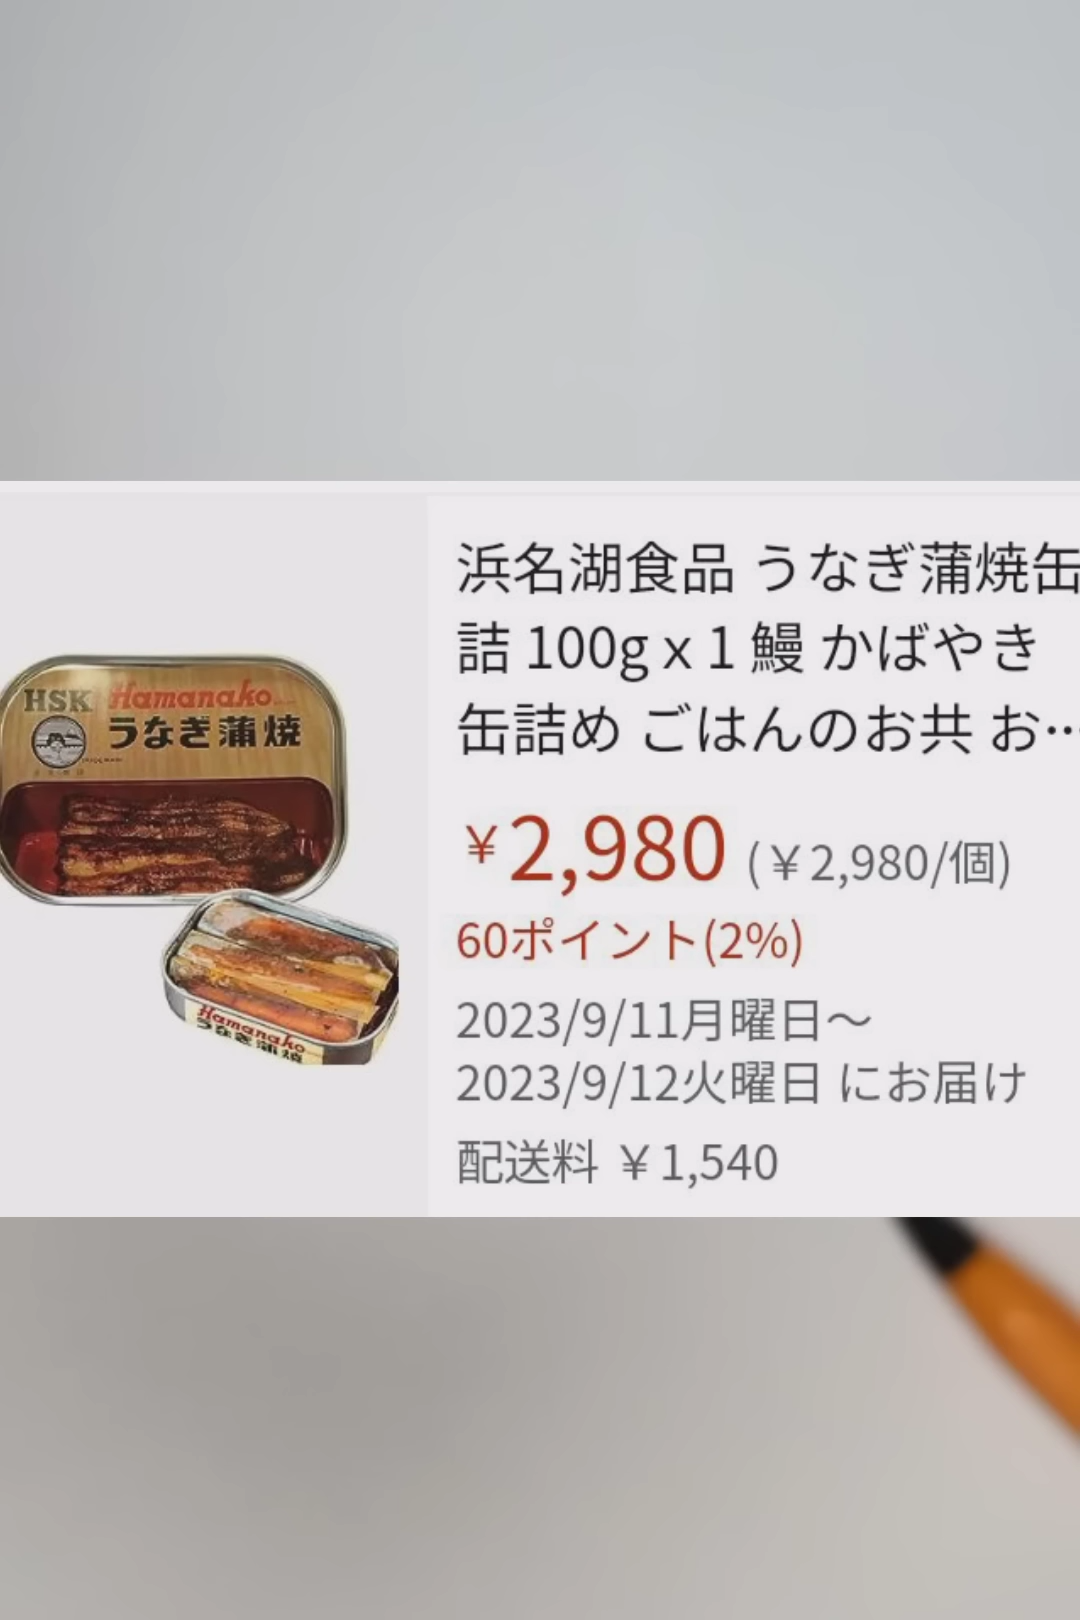 浜名湖食品 うなぎ蒲焼缶
詰 100g x 1 鰻 かばやき
缶詰め ごはんのお共 お…
¥2,980 (¥2,980/個)
60ポイント(2%)
2023/9/11月曜日～
2023/9/12火曜日 にお届け
配送料 ¥1,540
HSK Hamanako
うなぎ蒲焼
Hamanako
うなぎ蒲焼